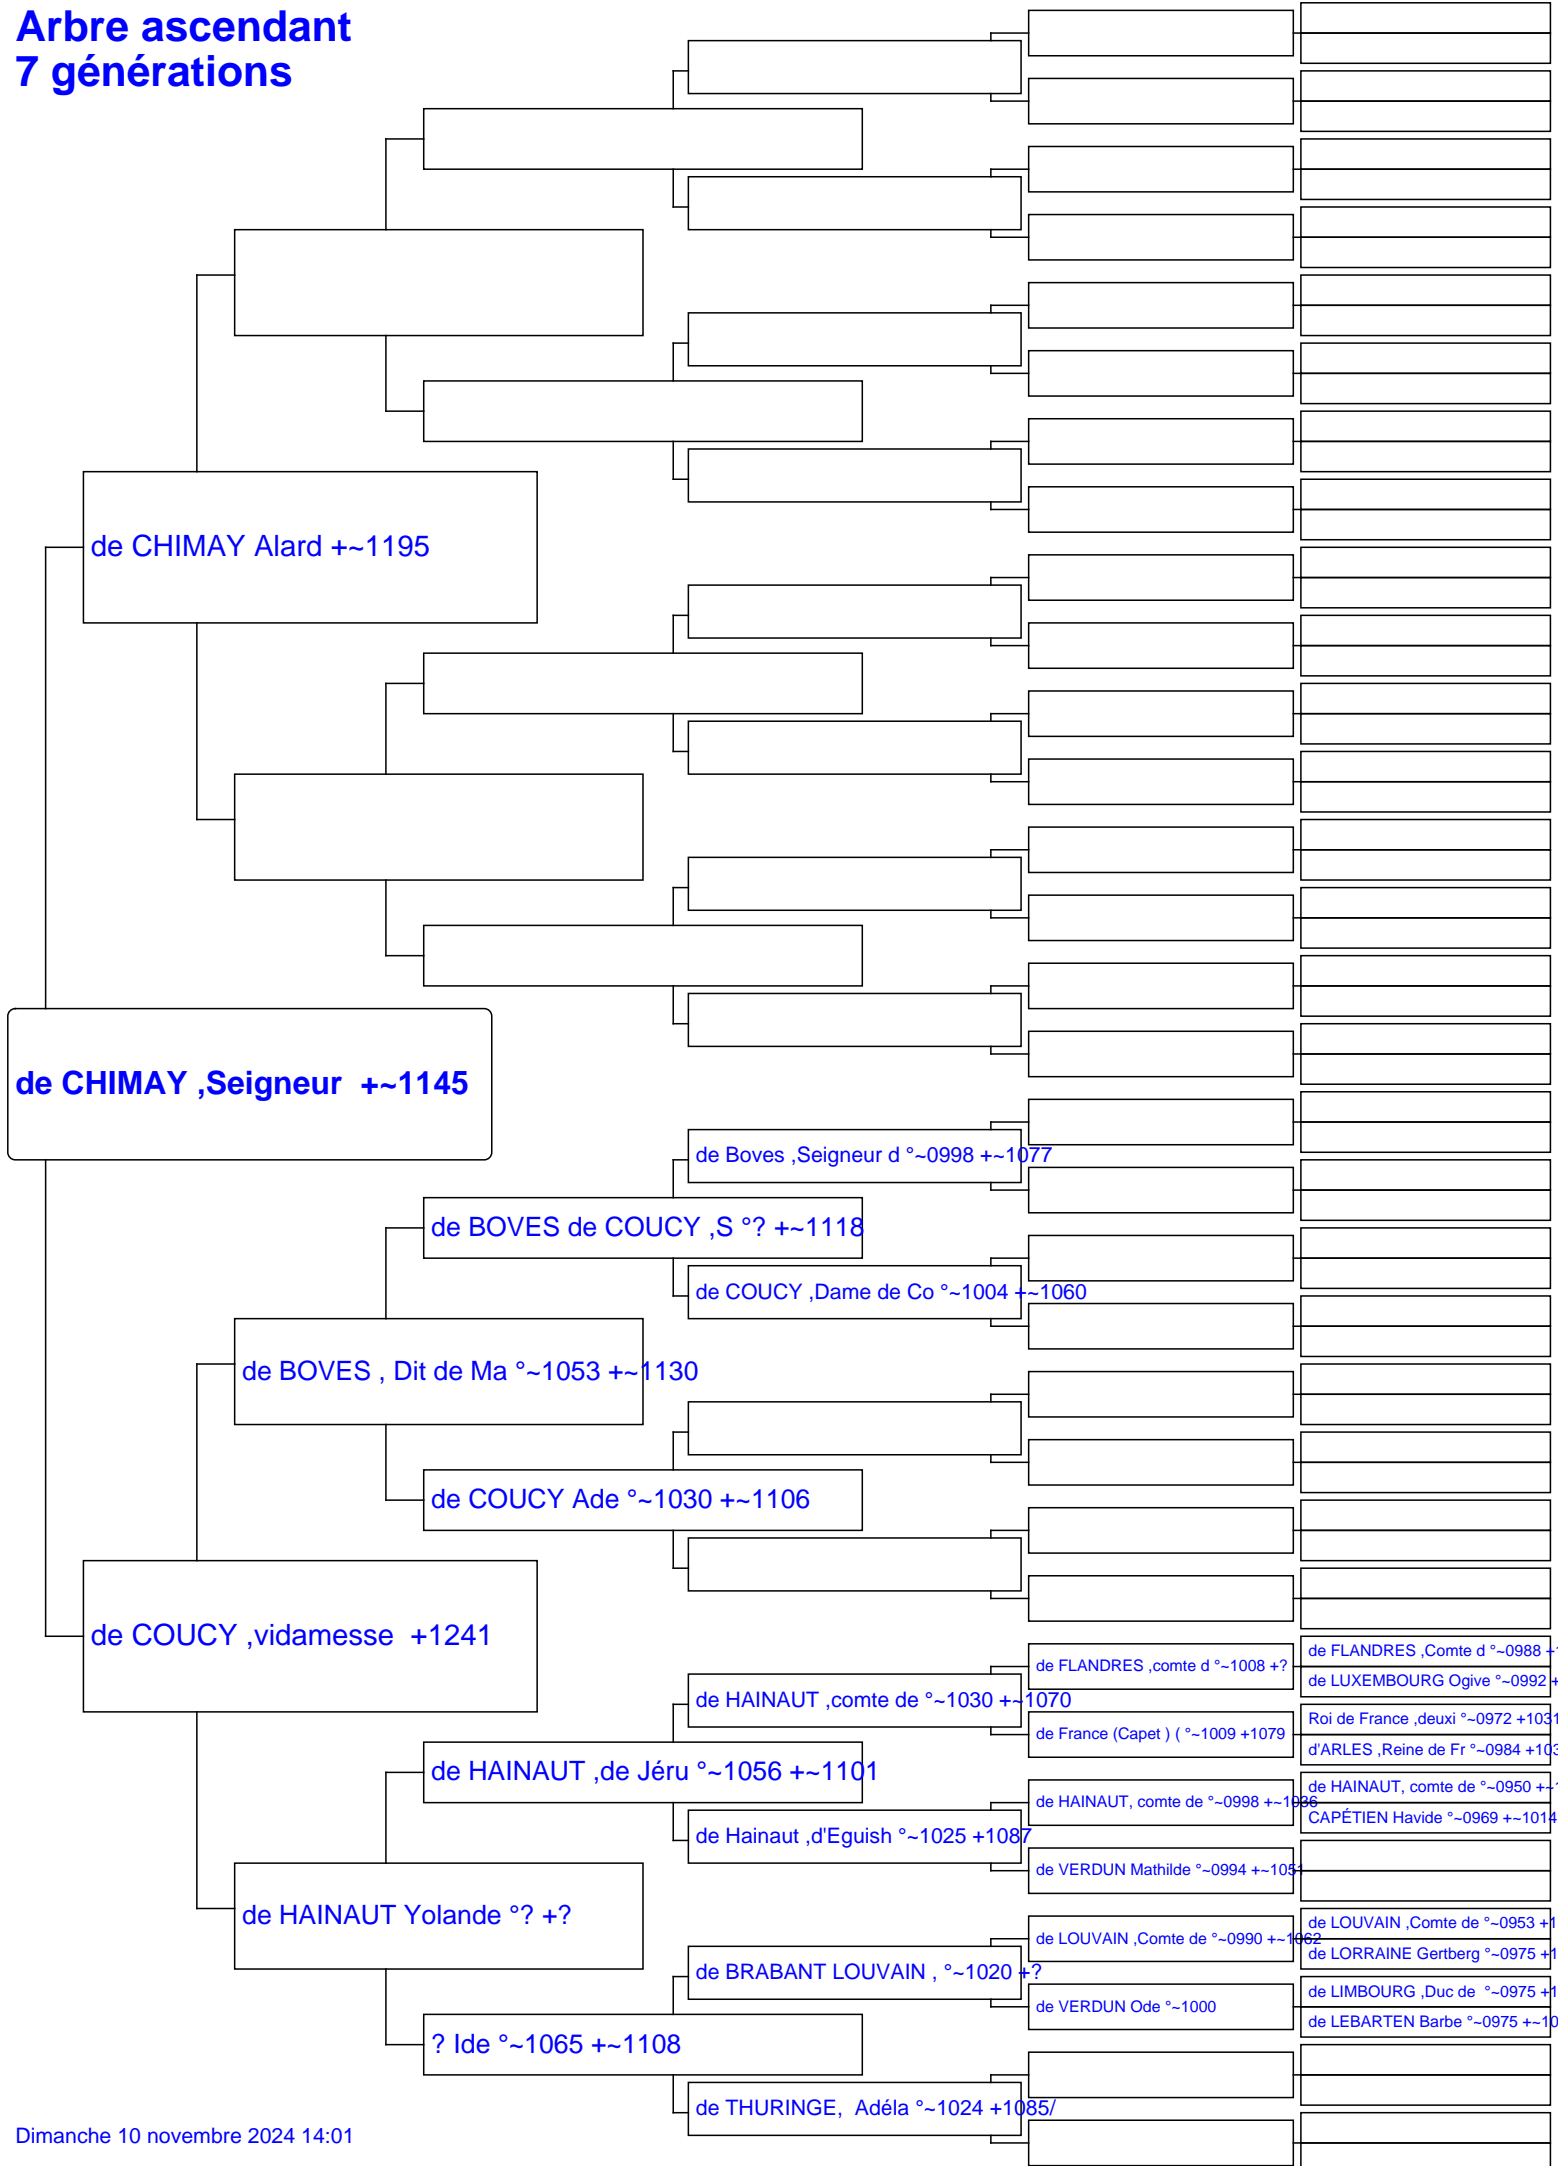 Arbre ascendant
7 générations
de CHIMAY Alard +~1195
de CHIMAY ,Seigneur  +~1145
de Boves ,Seigneur d °~0998 +~1077
de BOVES de COUCY ,S °? +~1118
de COUCY ,Dame de Co °~1004 +~1060
de BOVES , Dit de Ma °~1053 +~1130
de COUCY Ade °~1030 +~1106
de COUCY ,vidamesse  +1241
de FLANDRES ,Comte d °~0988 +1
de FLANDRES ,comte d °~1008 +?
de LUXEMBOURG Ogive °~0992 +
de HAINAUT ,comte de °~1030 +~1070
Roi de France ,deuxi °~0972 +1031
de France (Capet ) ( °~1009 +1079
d'ARLES ,Reine de Fr °~0984 +103
de HAINAUT ,de Jéru °~1056 +~1101
de HAINAUT, comte de °~0950 +~1
de HAINAUT, comte de °~0998 +~1036
CAPÉTIEN Havide °~0969 +~1014
de Hainaut ,d'Eguish °~1025 +1087
de VERDUN Mathilde °~0994 +~1051
de HAINAUT Yolande °? +?
de LOUVAIN ,Comte de °~0953 +1
de LOUVAIN ,Comte de °~0990 +~1062
de LORRAINE Gertberg °~0975 +1
de BRABANT LOUVAIN , °~1020 +?
de LIMBOURG ,Duc de  °~0975 +1
de VERDUN Ode °~1000
de LEBARTEN Barbe °~0975 +~10
? Ide °~1065 +~1108
de THURINGE,  Adéla °~1024 +1085/
Dimanche 10 novembre 2024 14:01